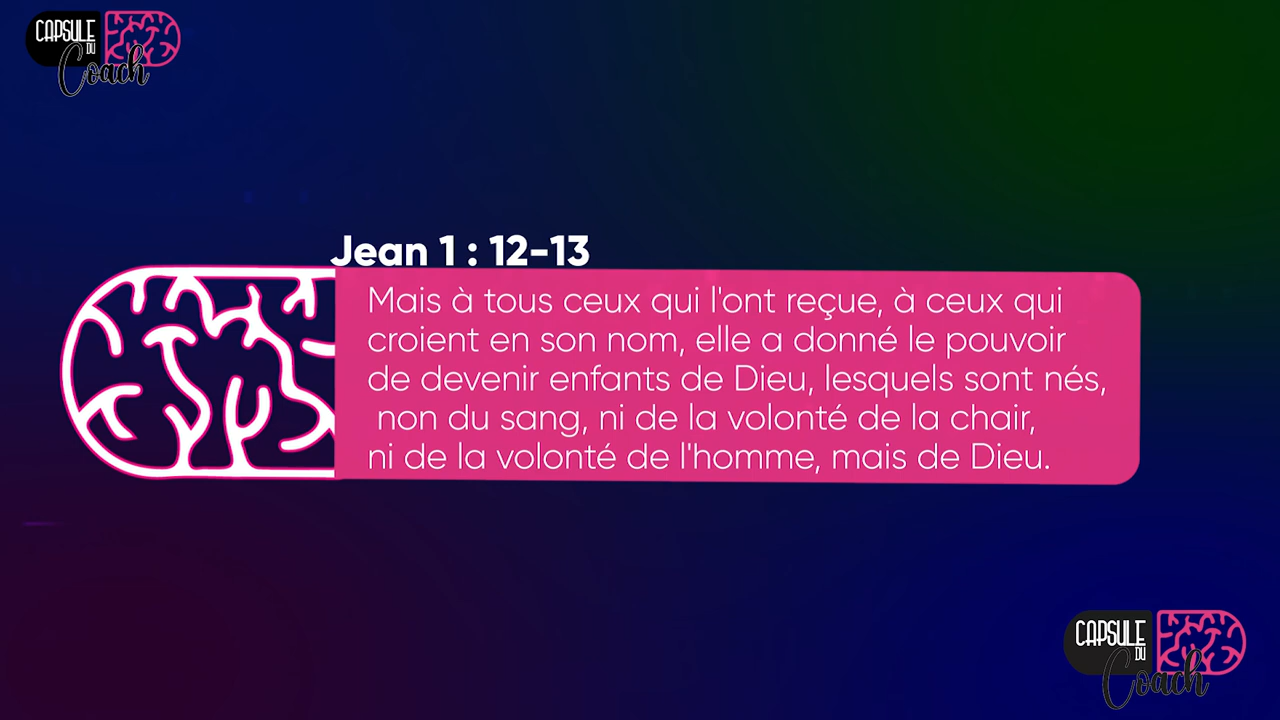 CAPSULE
DU
Coach
Jean 1 : 12-13
Mais à tous ceux qui l'ont reçue, à ceux qui
croient en son nom, elle a donné le pouvoir
de devenir enfants de Dieu, lesquels sont nés,
non du sang, ni de la volonté de la chair,
ni de la volonté de l'homme, mais de Dieu.
CAPSULE
DU
Coach